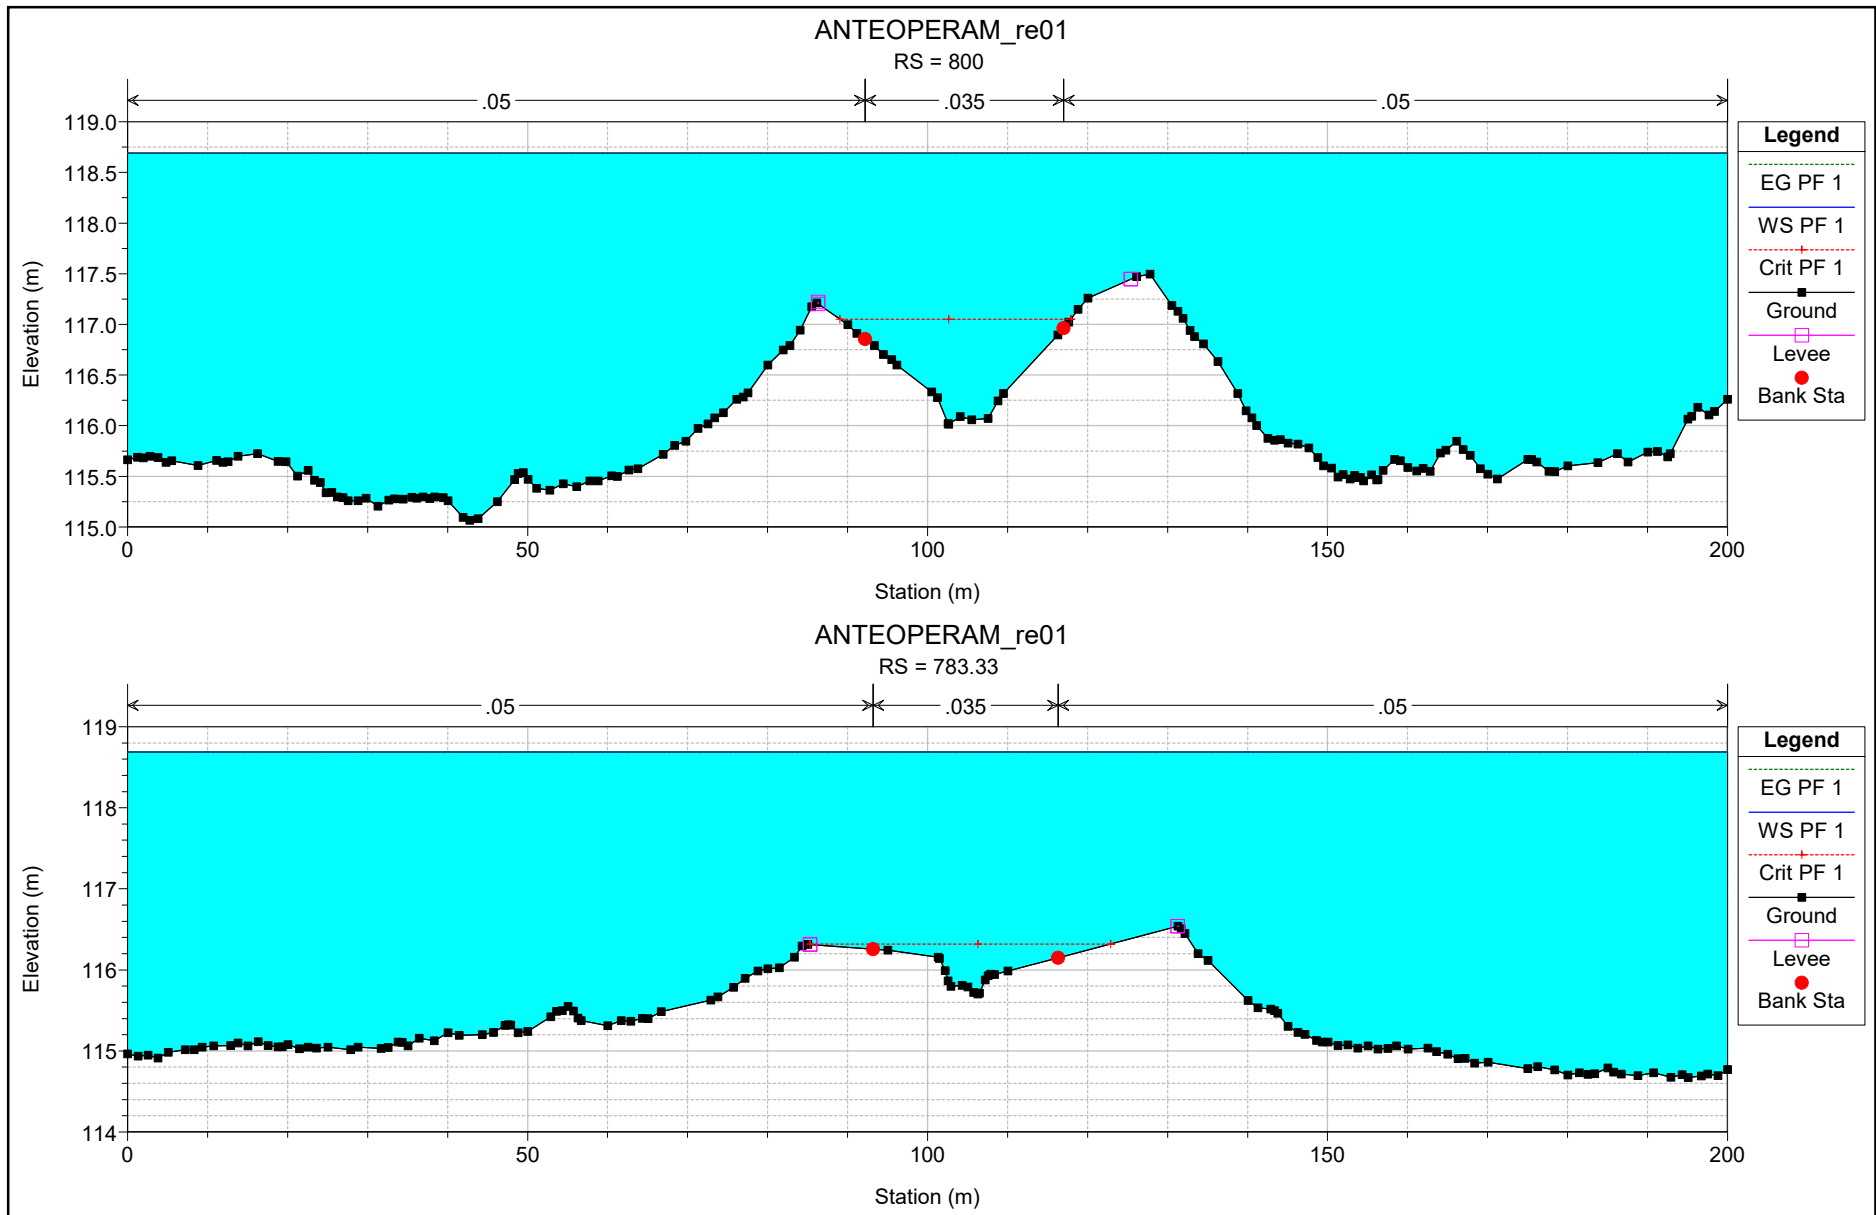 ANTEOPERAM_re01
RS = 800
.05
.035
.05
119.0
118.5
118.0
117.5
117.0
116.5
116.0
115.5
115.0
Elevation (m)
0
50
100
150
200
Station (m)
Legend
EG PF 1
WS PF 1
Crit PF 1
Ground
Levee
Bank Sta
ANTEOPERAM_re01
RS = 783.33
.05
.035
.05
119
118
117
116
115
114
Elevation (m)
0
50
100
150
200
Station (m)
Legend
EG PF 1
WS PF 1
Crit PF 1
Ground
Levee
Bank Sta